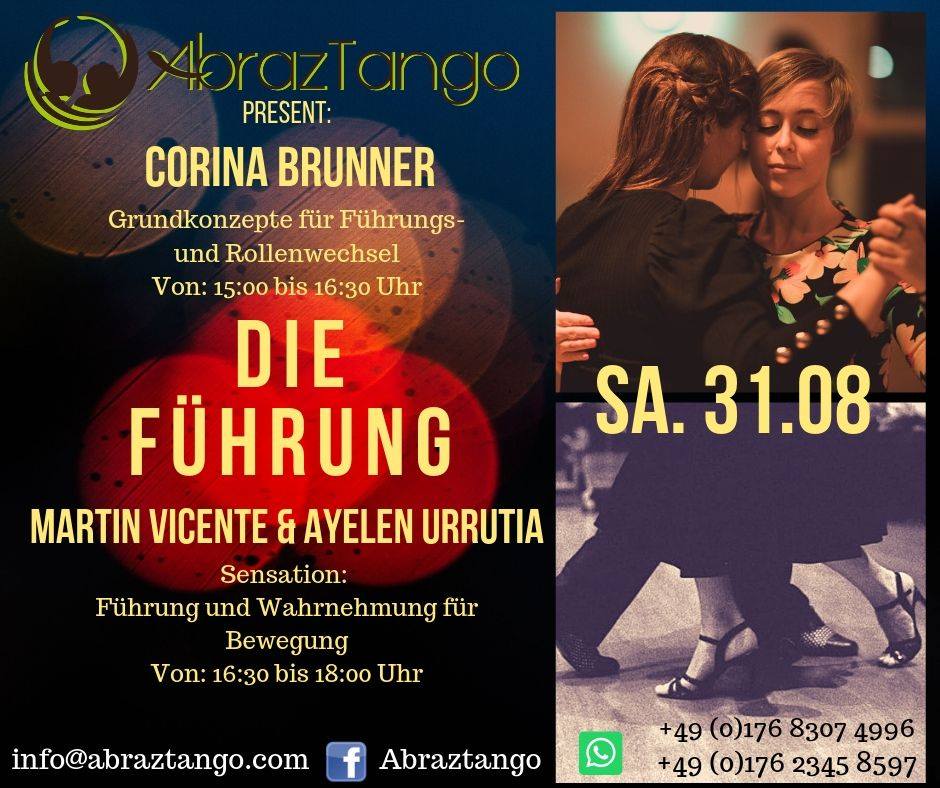 AbrazTango
PRESENT:
CORINA BRUNNER
Grundkonzepte für Führungs-
und Rollenwechsel
Von: 15:00 bis 16:30 Uhr
DIE
FÜHRUNG
MARTIN VICENTE & AYELEN URRUTIA
Sensation:
Führung und Wahrnehmung für
Bewegung
Von: 16:30 bis 18:00 Uhr
SA. 31.08
info@abraztango.com
Abraztango
+49 (0)176 8307 4996
+49 (0)176 2345 8597